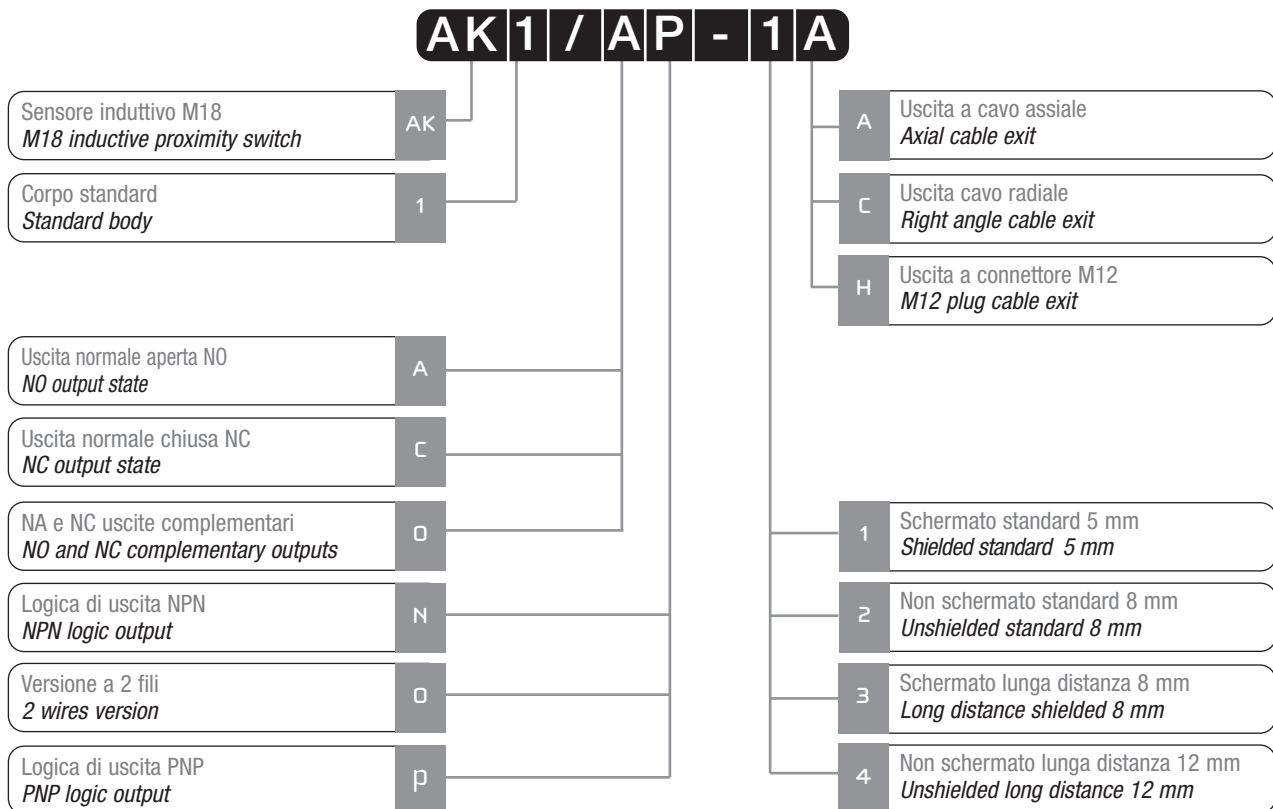 AK1/AP-1A
Sensore induttivo M18
M18 inductive proximity switch
AK
Corpo standard
Standard body
1
Uscita normale aperta NO
NO output state
A
Uscita normale chiusa NC
NC output state
C
NA e NC uscite complementari
NO and NC complementary outputs
O
Logica di uscita NPN
NPN logic output
N
Versione a 2 fili
2 wires version
O
Logica di uscita PNP
PNP logic output
P
A
Uscita a cavo assiale
Axial cable exit
C
Uscita cavo radiale
Right angle cable exit
H
Uscita a connettore M12
M12 plug cable exit
1
Schermato standard 5 mm
Shielded standard 5 mm
2
Non schermato standard 8 mm
Unshielded standard 8 mm
3
Schermato lunga distanza 8 mm
Long distance shielded 8 mm
4
Non schermato lunga distanza 12 mm
Unshielded long distance 12 mm